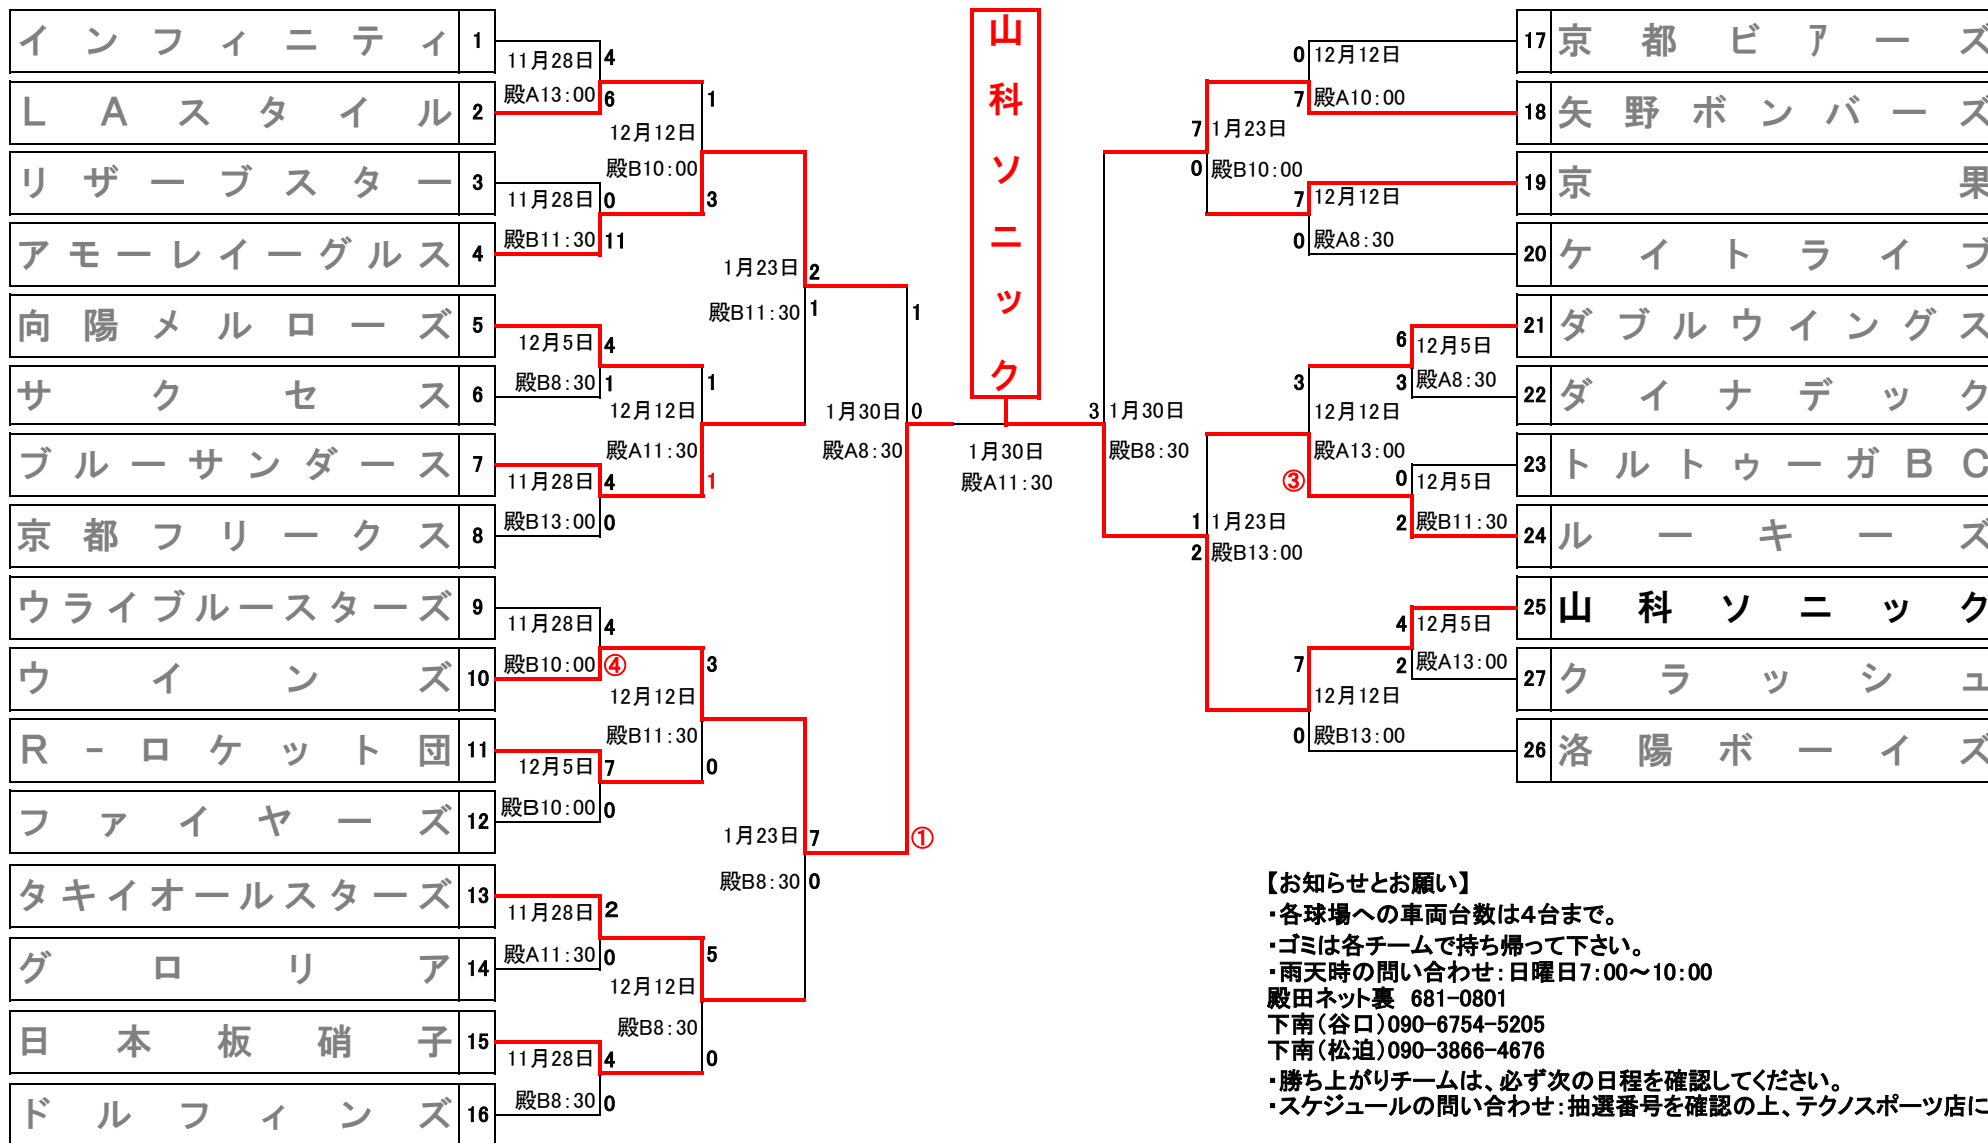 インフィニティ 1
11月28日 4
殿A13:00 6
LAスタイル 2
1
12月12日
殿B10:00
3
リザーブスター 3
11月28日 0
殿B11:30 11
アモーレイーグルス 4
1月23日 2
殿B11:30 1
向陽メルローズ 5
12月5日 4
殿B8:30 1
サクセス 6
1
12月12日
殿A11:30
1
ブルーサンダース 7
11月28日 4
殿B13:00 0
京都フリークス 8
1
1月30日 0
殿A8:30
①
ウライブルースターズ 9
11月28日 4
殿B10:00 ④
ウインズ 10
3
12月12日
殿B11:30
0
R-ロケット団 11
12月5日 7
殿B10:00 0
ファイヤーズ 12
1月23日 7
殿B8:30 0
タキイオールスターズ 13
11月28日 2
殿A11:30 0
グロリア 14
5
12月12日
殿B8:30
0
日本板硝子 15
11月28日 4
殿B8:30 0
ドルフィンズ 16
山科ソニック
1月30日
殿A11:30
17 京都ビアーズ
0 12月12日
7 殿A10:00
18 矢野ボンバーズ
7 1月23日
0 殿B10:00
19 京果
7 12月12日
0 殿A8:30
20 ケイトライブ
3 1月30日
殿B8:30
21 ダブルウイングス
6 12月5日
3 殿A8:30
22 ダイナデック
3
12月12日
殿A13:00
③
23 トルトゥーガBC
0 12月5日
2 殿B11:30
24 ルーキーズ
1 1月23日
2 殿B13:00
25 山科ソニック
4 12月5日
2 殿A13:00
27 クラッシュ
7
12月12日
0 殿B13:00
26 洛陽ボーイズ
【お知らせとお願い】
・各球場への車両台数は4台まで。
・ゴミは各チームで持ち帰って下さい。
・雨天時の問い合わせ：日曜日7:00～10:00
殿田ネット裏 681-0801
下南（谷口）090-6754-5205
下南（松迫）090-3866-4676
・勝ち上がりチームは、必ず次の日程を確認してください。
・スケジュールの問い合わせ：抽選番号を確認の上、テクノスポーツ店に